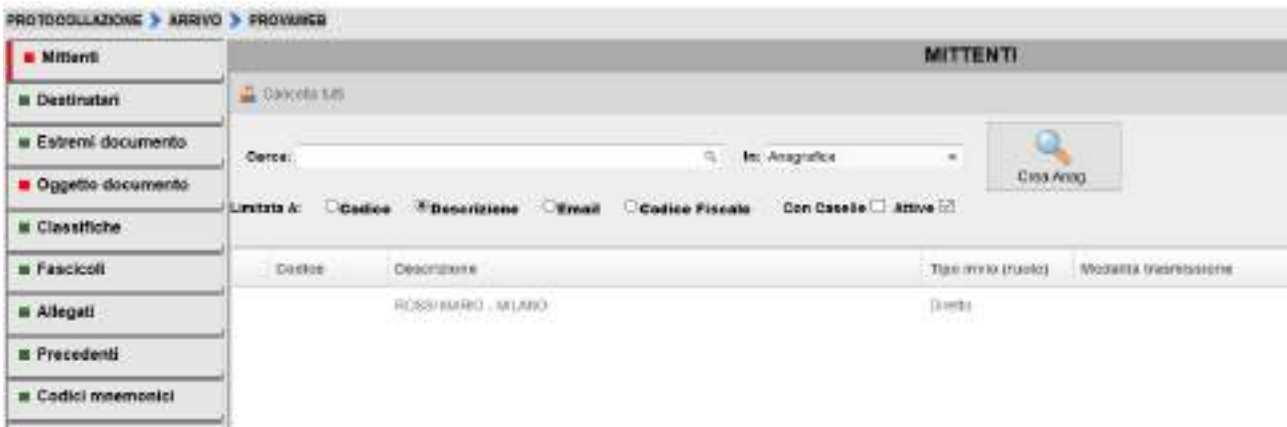 PROTOCOLLAZIONE ARRIVO PROVAWEB
Mittenti
Destinatari
Estremi documento
Oggetto documento
Classifiche
Fascicoli
Allegati
Precedenti
Codici mnemonici
MITTENTI
Cancella tutti
Cerca: In: Anagrafica Crea Anag.
Limitata A: Codice Descrizione Email Codice Fiscale Con Caselle Attive
Codice Descrizione Tipo invio (ruolo) Modalità trasmissione
ROSSI MARIO - MILANO Diretto